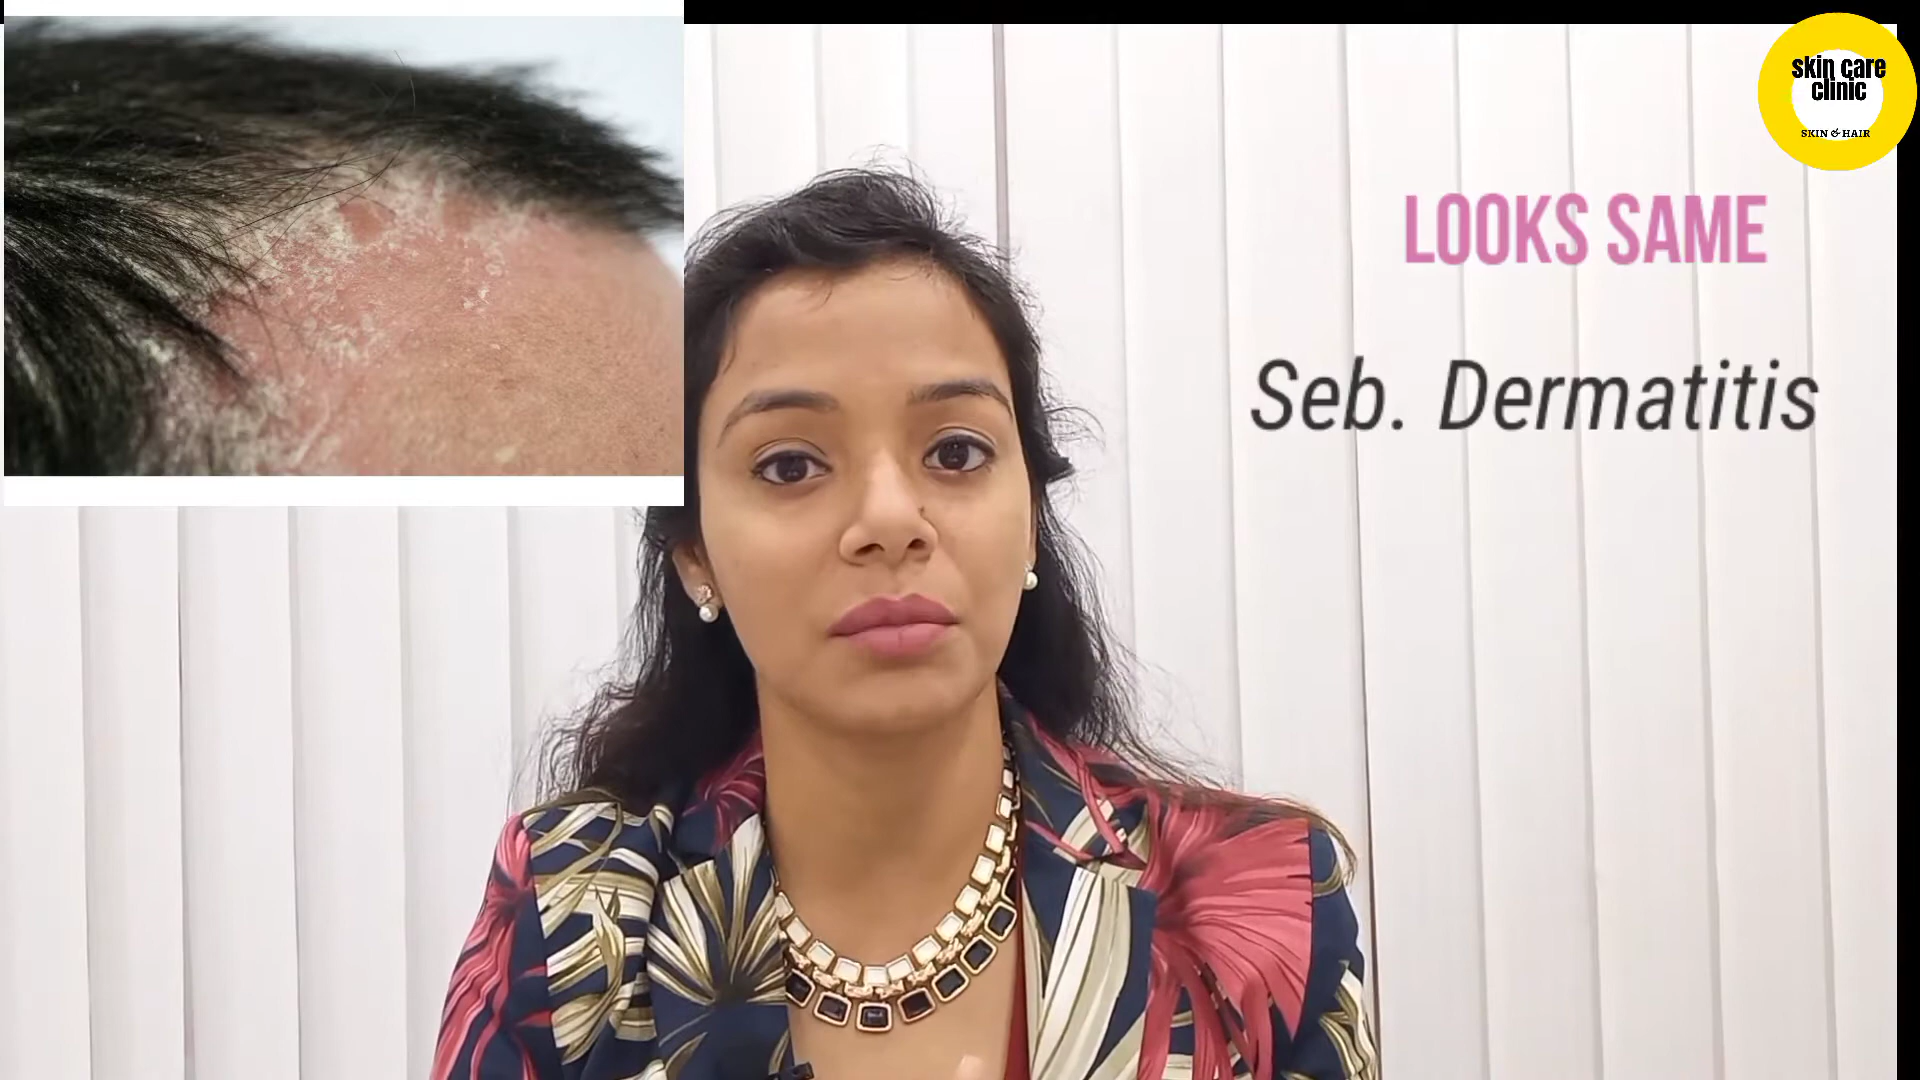 skin care
clinic
SKIN & HAIR
LOOKS SAME
Seb. Dermatitis